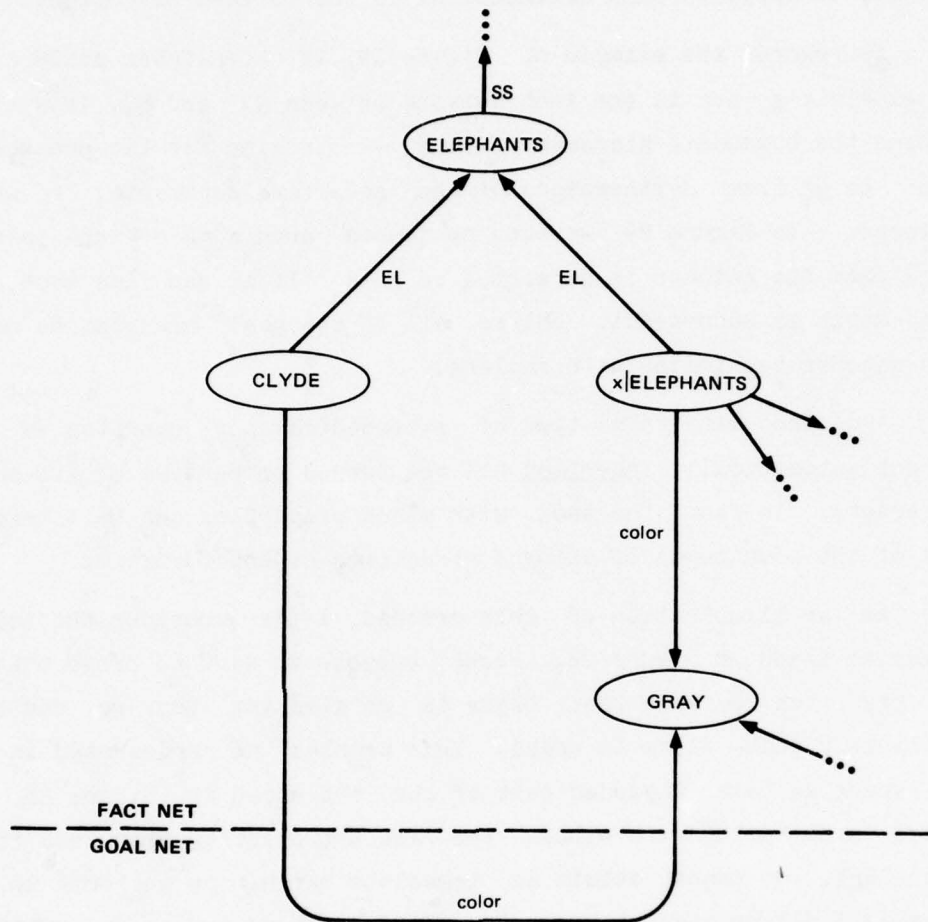 SS
ELEPHANTS
EL EL
CLYDE x|ELEPHANTS
color
GRAY
FACT NET
GOAL NET
color